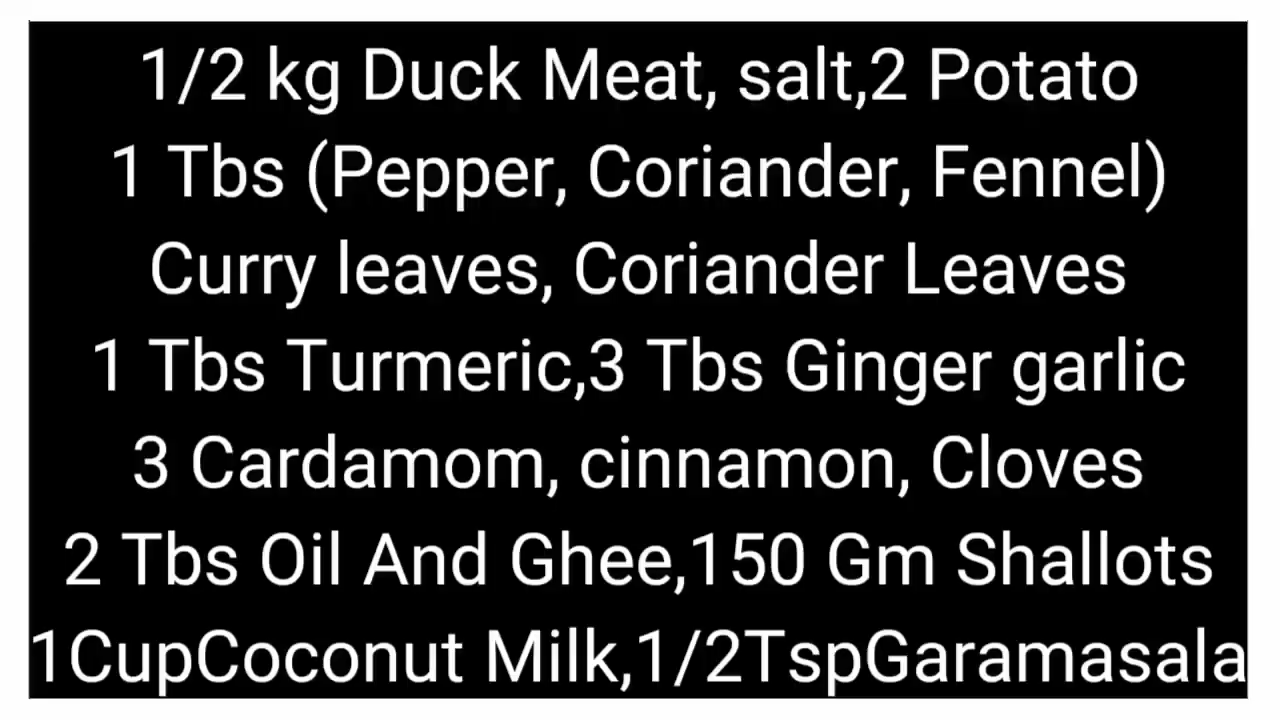 1/2 kg Duck Meat, salt,2 Potato
1 Tbs (Pepper, Coriander, Fennel)
Curry leaves, Coriander Leaves
1 Tbs Turmeric,3 Tbs Ginger garlic
3 Cardamom, cinnamon, Cloves
2 Tbs Oil And Ghee,150 Gm Shallots
1CupCoconut Milk,1/2TspGaramasala